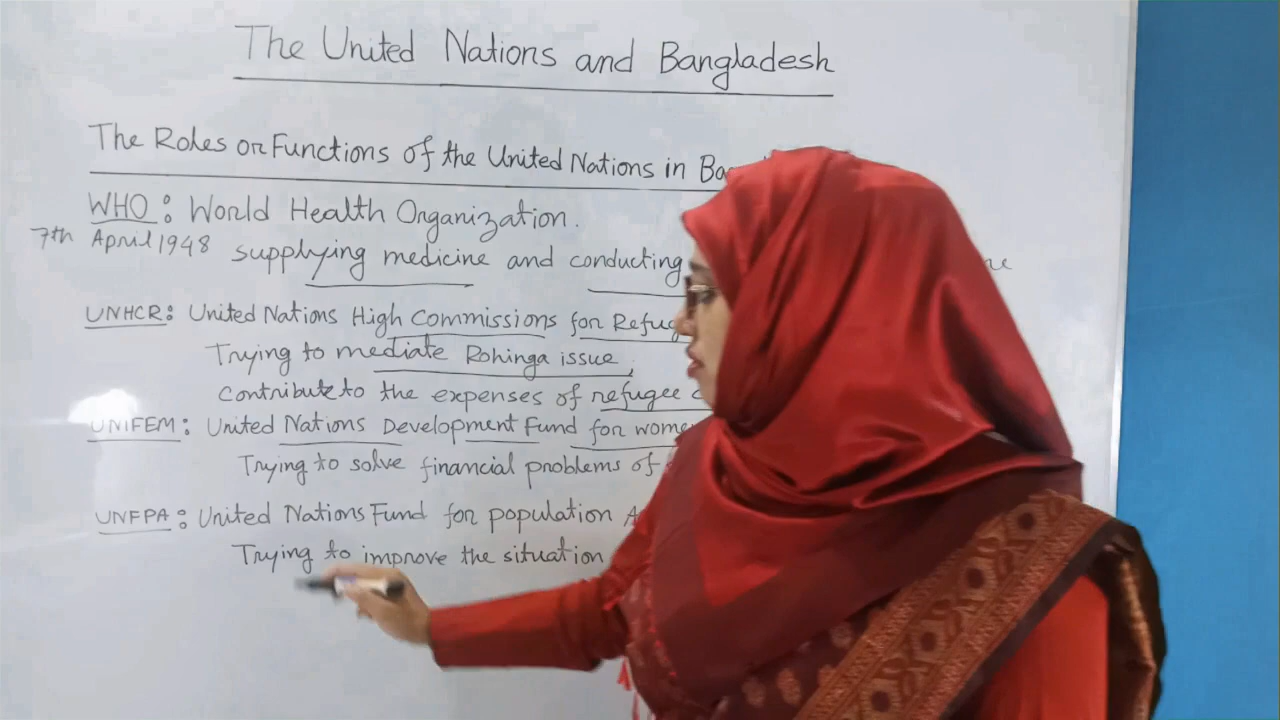 The United Nations and Bangladesh
The Roles or Functions of the United Nations in
WHO: World Health Organization.
7th April 1948 supplying medicine and conducting
UNHCR: United Nations High Commissions for
Trying to mediate Rohinga issue,
Contribute to the expenses of refugee
UNIFEM: United Nations Development Fund for
Trying to solve financial problems of
UNFPA: United Nations Fund for population
Trying to improve the situation